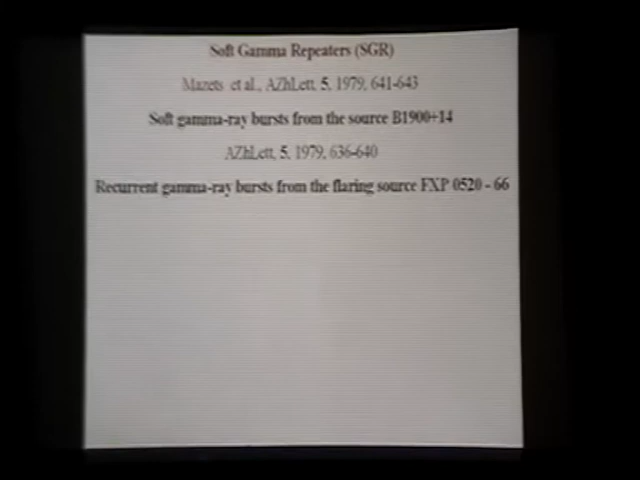 Soft Gamma Repeaters (SGR)
Mazets et al., AZhLett, 5, 1979, 641-643
Soft gamma-ray bursts from the source B1900+14
AZhLett, 5, 1979, 636-640
Recurrent gamma-ray bursts from the flaring source FXP 0520 - 66